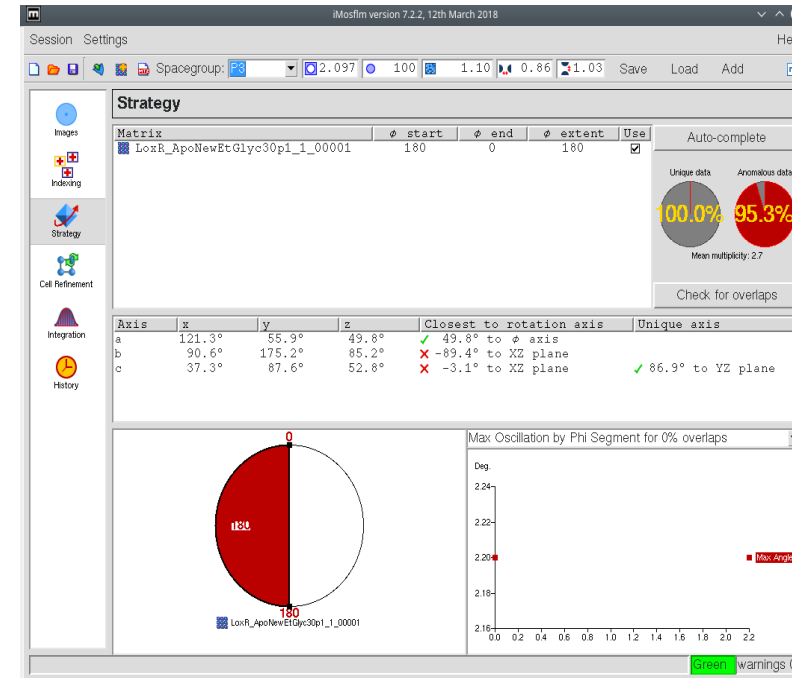 iMosflm version 7.2.2, 12th March 2018
Session Settings He
Spacegroup: P3 2.097 100 1.10 0.86 1.03 Save Load Add
Images
Indexing
Strategy
Cell Refinement
Integration
History
Strategy
Matrix φ start φ end φ extent Use
LoxR_ApoNewEtGlyc30p1_1_00001 180 0 180
Auto-complete
Unique data Anomalous data
100.0% 95.3%
Mean multiplicity: 2.7
Check for overlaps
Axis x y z Closest to rotation axis Unique axis
a 121.3° 55.9° 49.8° ✓ 49.8° to φ axis
b 90.6° 175.2° 85.2° ✗ -89.4° to XZ plane
c 37.3° 87.6° 52.8° ✗ -3.1° to XZ plane ✓ 86.9° to YZ plane
0
180
180
LoxR_ApoNewEtGlyc30p1_1_00001
Max Oscillation by Phi Segment for 0% overlaps
Deg.
2.24
2.22
2.20
Max Angle
2.18
2.16
0.0 0.2 0.4 0.6 0.8 1.0 1.2 1.4 1.6 1.8 2.0 2.2
Green warnings